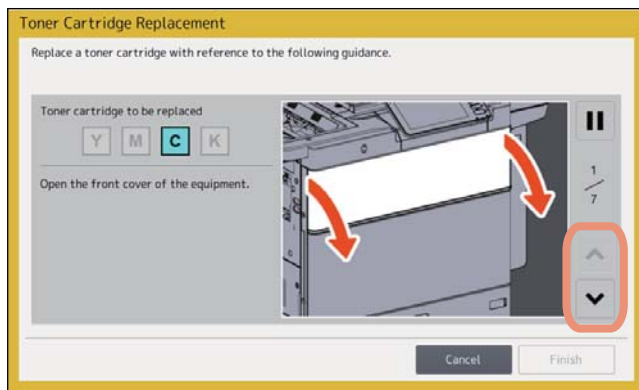 Toner Cartridge Replacement
Replace a toner cartridge with reference to the following guidance.
Toner cartridge to be replaced
Y M C K
Open the front cover of the equipment.
1
7
Cancel Finish